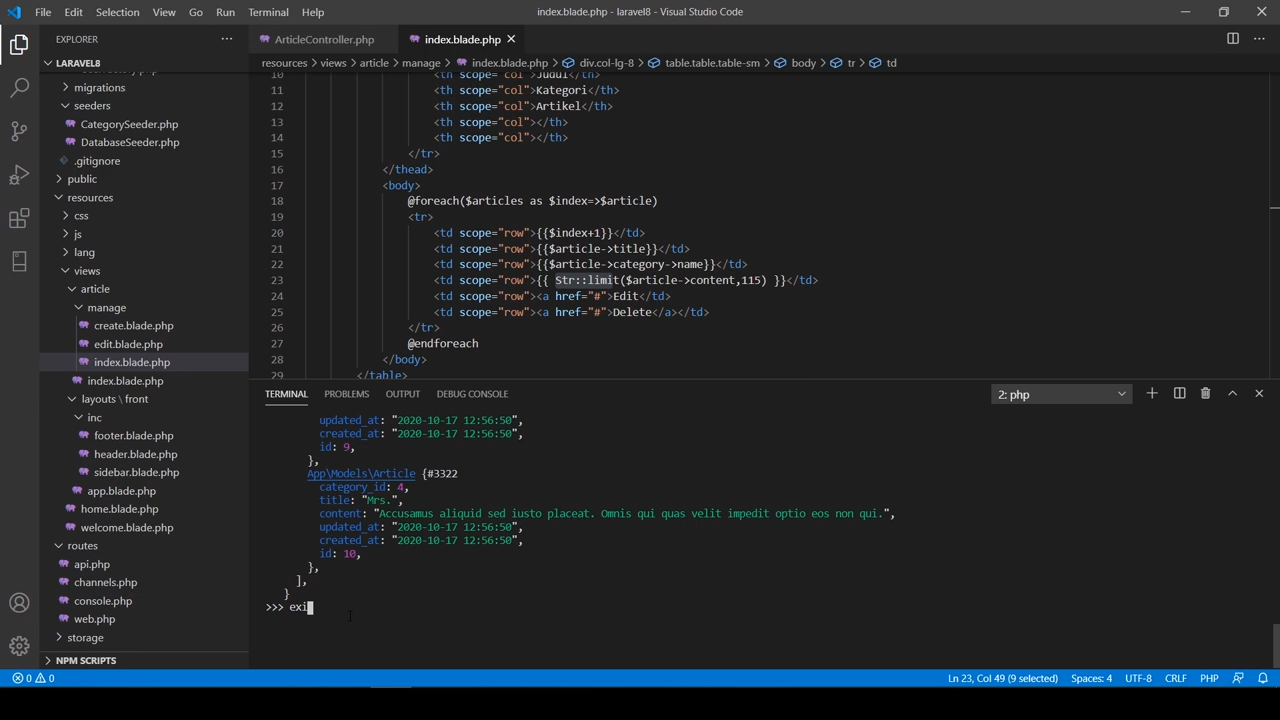 File Edit Selection View Go Run Terminal Help
index.blade.php - laravel8 - Visual Studio Code
EXPLORER
ArticleController.php
index.blade.php
LARAVEL8
resources > views > article > manage > index.blade.php > div.col-lg-8 > table.table.table-sm > body > tr > td
migrations
seeders
CategorySeeder.php
DatabaseSeeder.php
.gitignore
public
resources
css
js
lang
views
article
manage
create.blade.php
edit.blade.php
index.blade.php
index.blade.php
layouts \ front
inc
footer.blade.php
header.blade.php
sidebar.blade.php
app.blade.php
home.blade.php
welcome.blade.php
routes
api.php
channels.php
console.php
web.php
storage
NPM SCRIPTS
10 <th scope="col">Judul</th>
11 <th scope="col">Kategori</th>
12 <th scope="col">Artikel</th>
13 <th scope="col"></th>
14 <th scope="col"></th>
15 </tr>
16 </thead>
17 <body>
18 @foreach($articles as $index=>$article)
19 <tr>
20 <td scope="row">{{$index+1}}</td>
21 <td scope="row">{{$article->title}}</td>
22 <td scope="row">{{$article->category->name}}</td>
23 <td scope="row">{{ Str::limit($article->content,115) }}</td>
24 <td scope="row"><a href="#">Edit</td>
25 <td scope="row"><a href="#">Delete</a></td>
26 </tr>
27 @endforeach
28 </body>
29 </table>
TERMINAL PROBLEMS OUTPUT DEBUG CONSOLE
2: php
updated_at: "2020-10-17 12:56:50",
created_at: "2020-10-17 12:56:50",
id: 9,
},
App\Models\Article {#3322
category_id: 4,
title: "Mrs.",
content: "Accusamus aliquid sed iusto placeat. Omnis qui quas velit impedit optio eos non qui.",
updated_at: "2020-10-17 12:56:50",
created_at: "2020-10-17 12:56:50",
id: 10,
},
],
}
>>> exi
0 0
Ln 23, Col 49 (9 selected) Spaces: 4 UTF-8 CRLF PHP